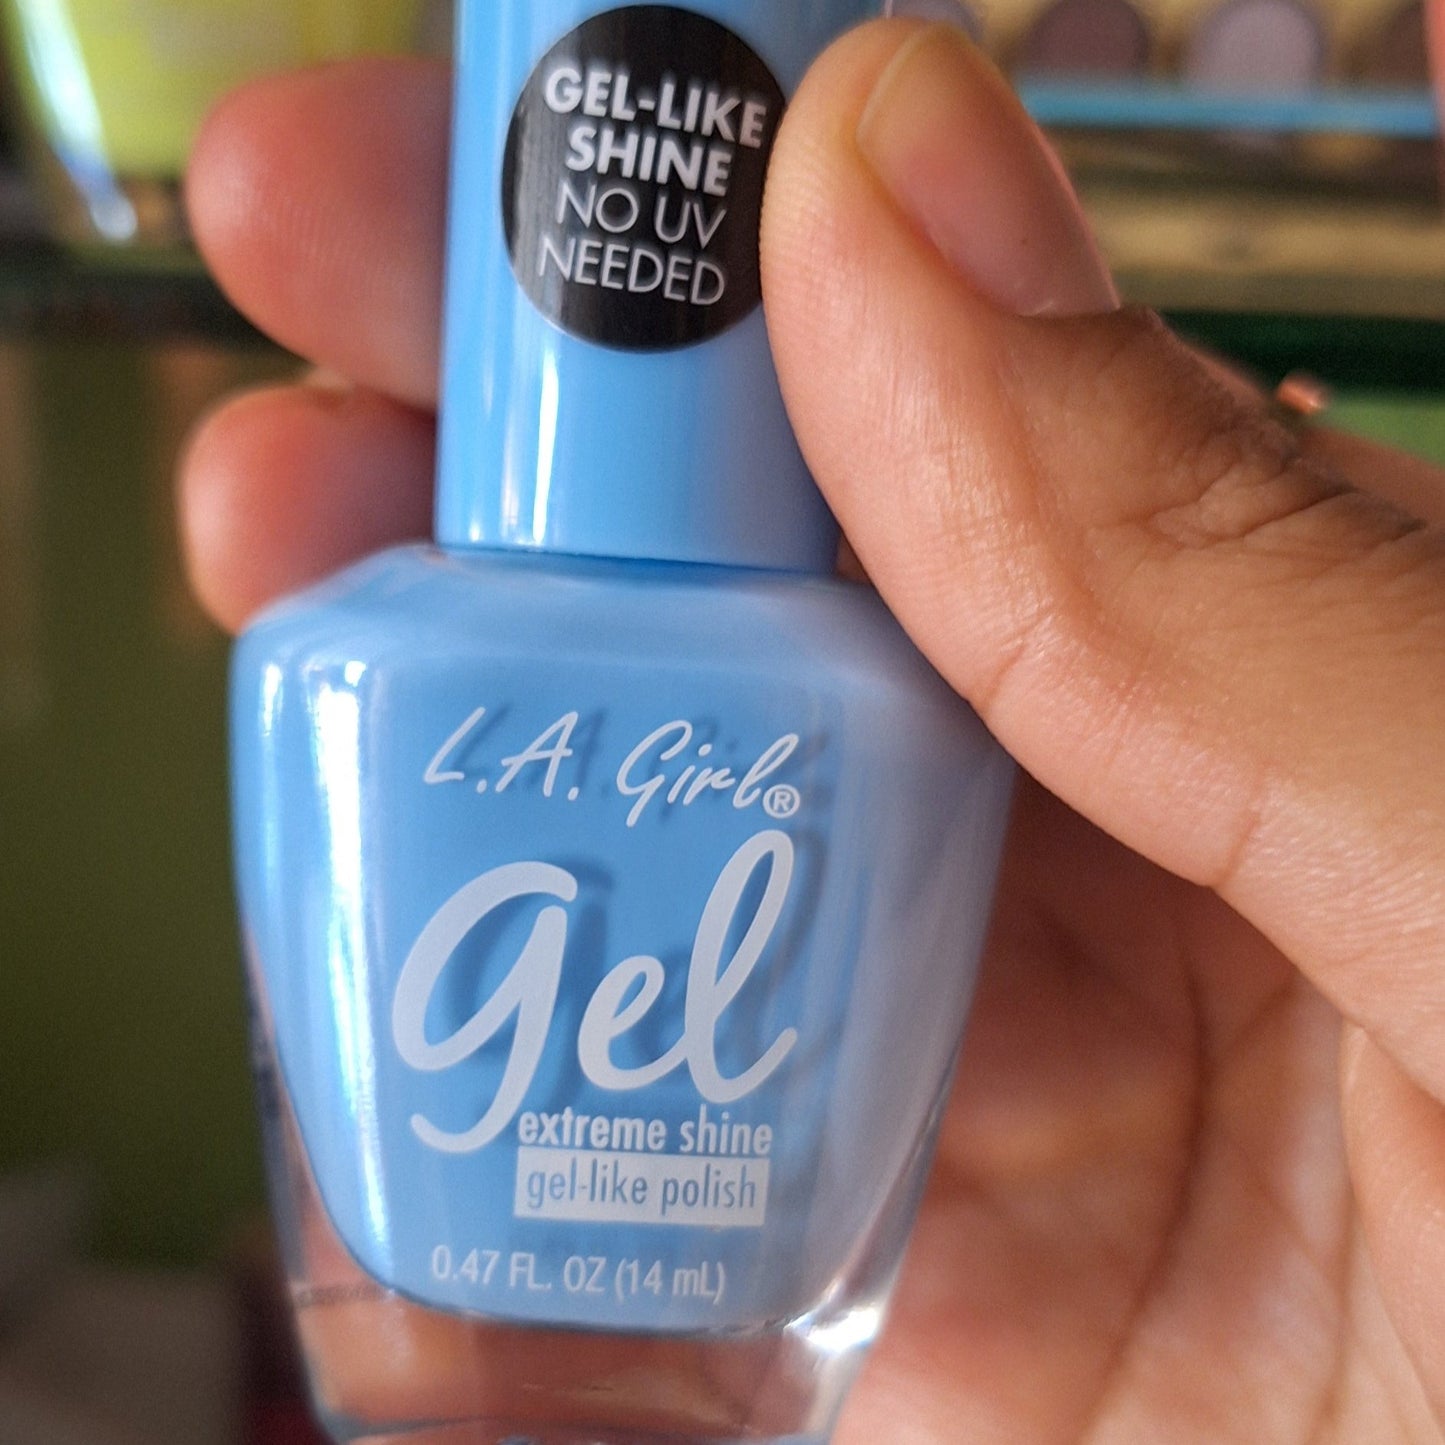 GEL-LIKE
SHINE
NO UV
NEEDED
L.A. Girl®
gel
extreme shine
gel-like polish
0.47 FL. OZ (14 mL)